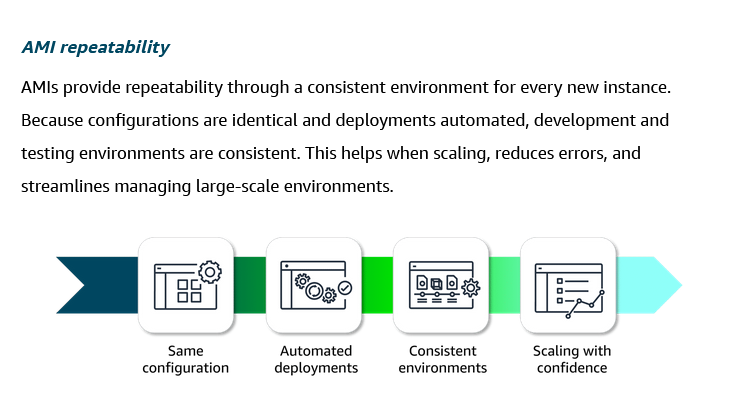 AMI repeatability
AMIs provide repeatability through a consistent environment for every new instance.
Because configurations are identical and deployments automated, development and
testing environments are consistent. This helps when scaling, reduces errors, and
streamlines managing large-scale environments.
Same
configuration
Automated
deployments
Consistent
environments
Scaling with
confidence